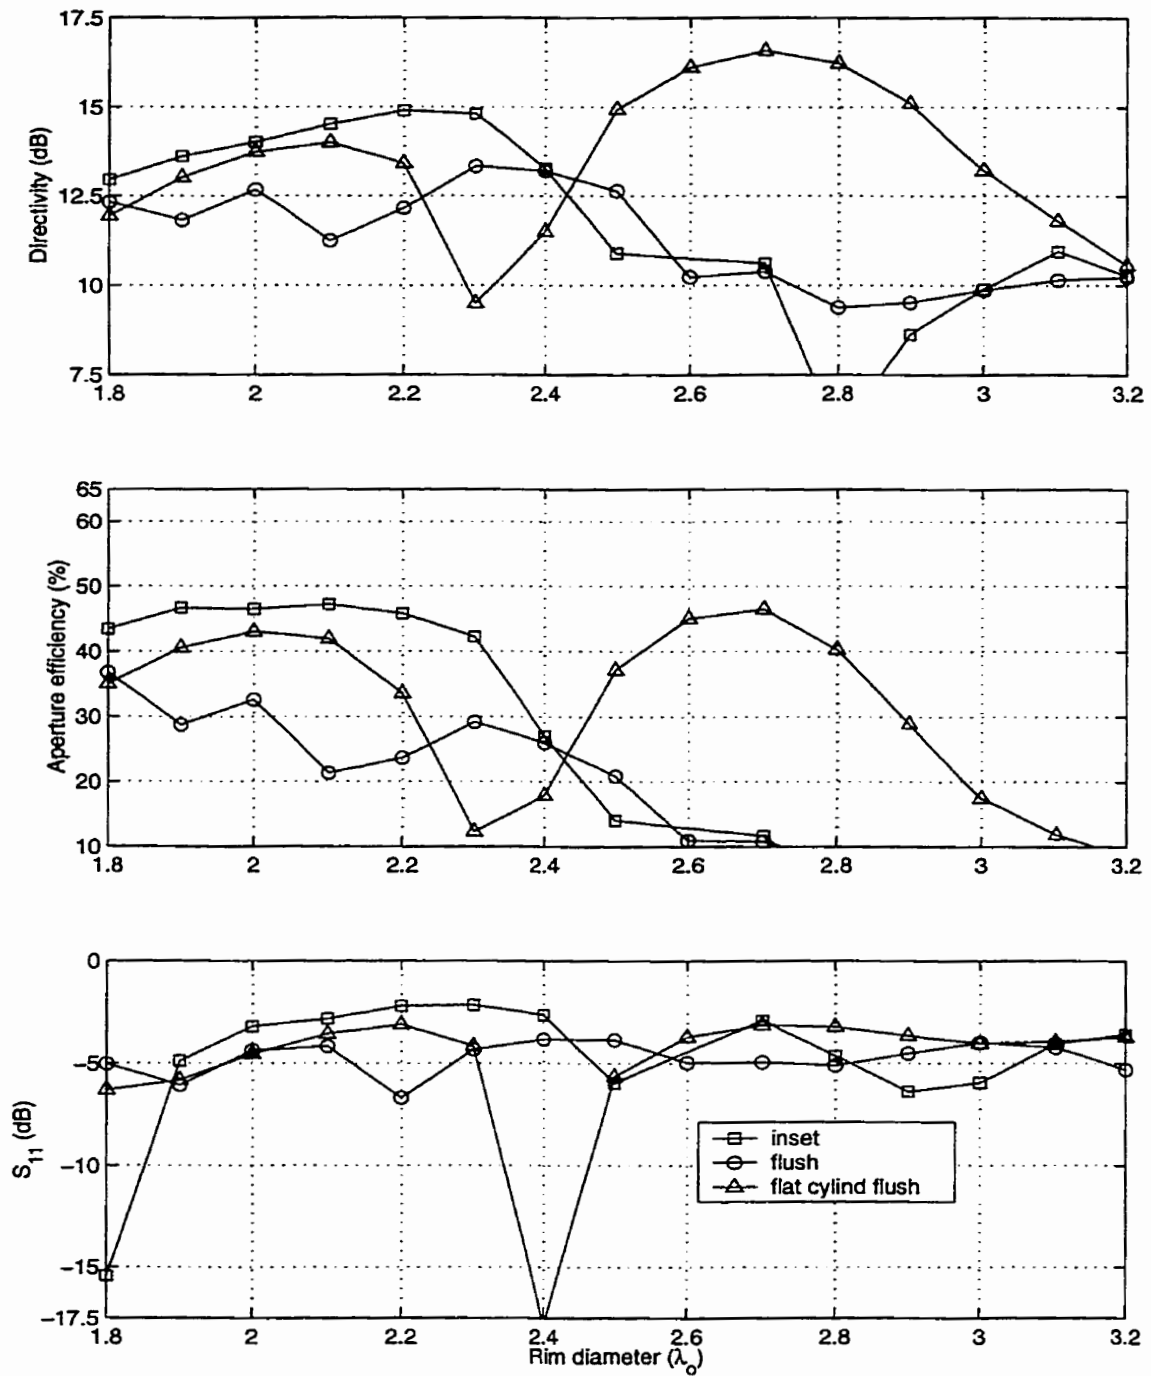 17.5
15
12.5
10
7.5
Directivity (dB)
1.8 2 2.2 2.4 2.6 2.8 3 3.2
65
60
50
40
30
20
10
Aperture efficiency (%)
1.8 2 2.2 2.4 2.6 2.8 3 3.2
0
−5
−10
−15
−17.5
S11 (dB)
inset
flush
flat cylind flush
1.8 2 2.2 2.4 2.6 2.8 3 3.2
Rim diameter (λo)